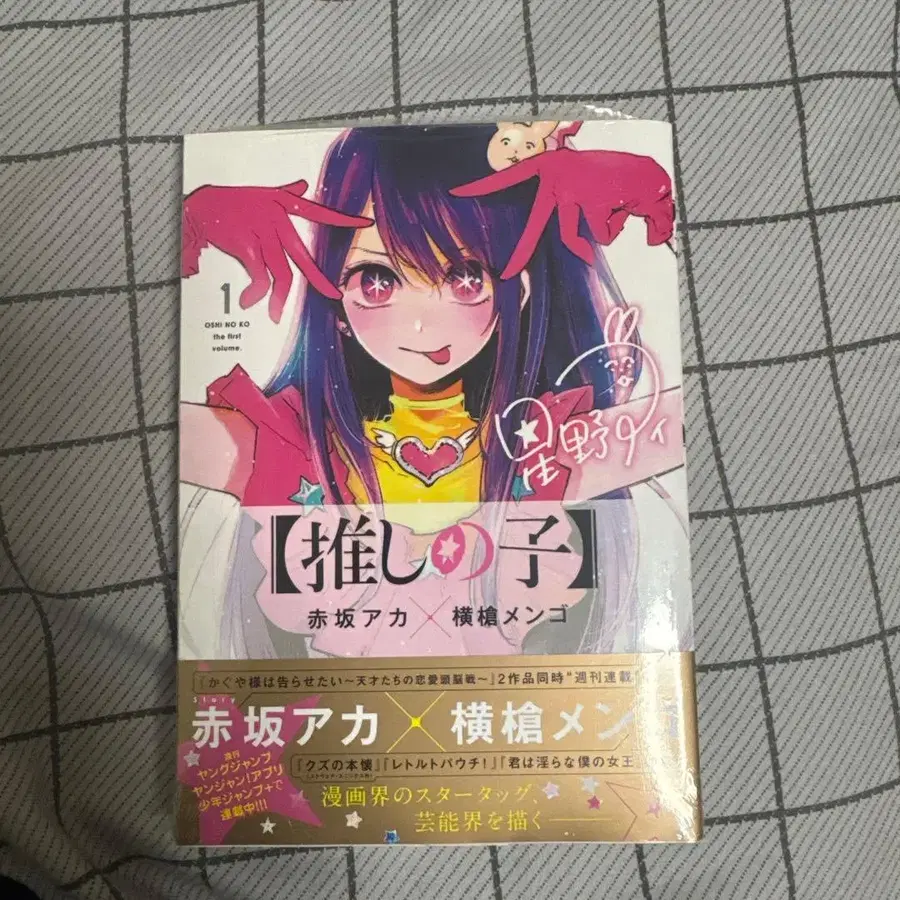 1
OSHI NO KO
the first
volume.
星野アイ
【推しの子】
赤坂アカ×横槍メンゴ
『かぐや様は告らせたい～天才たちの恋愛頭脳戦～』2作品同時“週刊連載
Story
赤坂アカ×横槍メン
『クズの本懐』『レトルトパウチ!』『君は淫らな僕の女王
週刊
ヤングジャンプ
ヤンジャン!アプリ
少年ジャンプ+で
連載中!!!
漫画界のスタータッグ、
芸能界を描く――